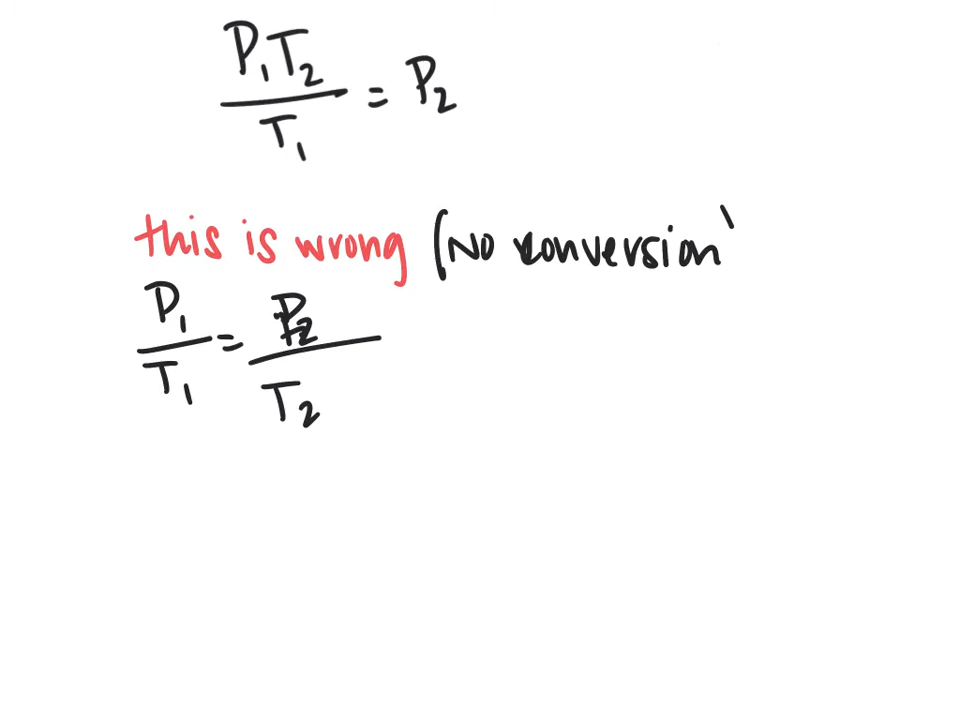 P₁T₂
/
T₁ = P₂
this is wrong (No conversion'
P₁/T₁ = P₂/T₂